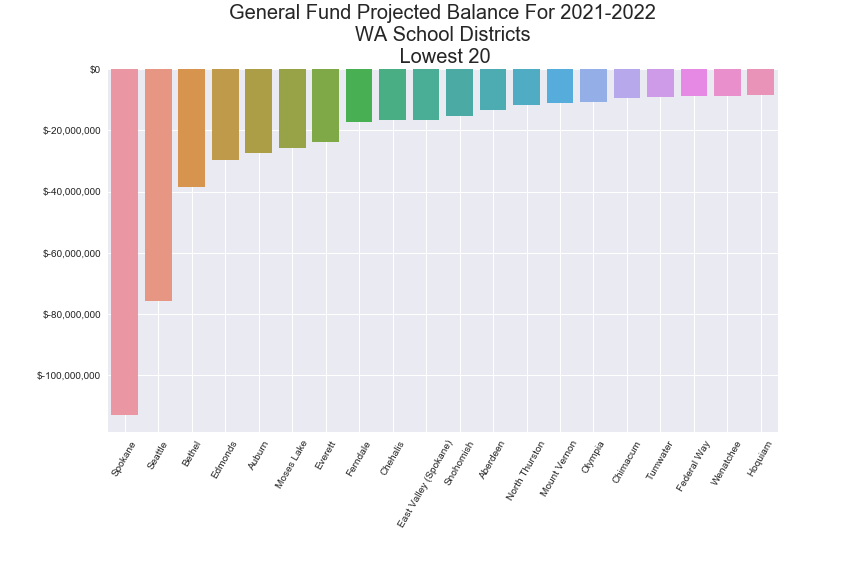 General Fund Projected Balance For 2021-2022
WA School Districts
Lowest 20
$0
$-20,000,000
$-40,000,000
$-60,000,000
$-80,000,000
$-100,000,000
Spokane
Seattle
Bethel
Edmonds
Auburn
Moses Lake
Everett
Ferndale
Chehalis
East Valley (Spokane)
Snohomish
Aberdeen
North Thurston
Mount Vernon
Olympia
Chimacum
Tumwater
Federal Way
Wenatchee
Hoquiam